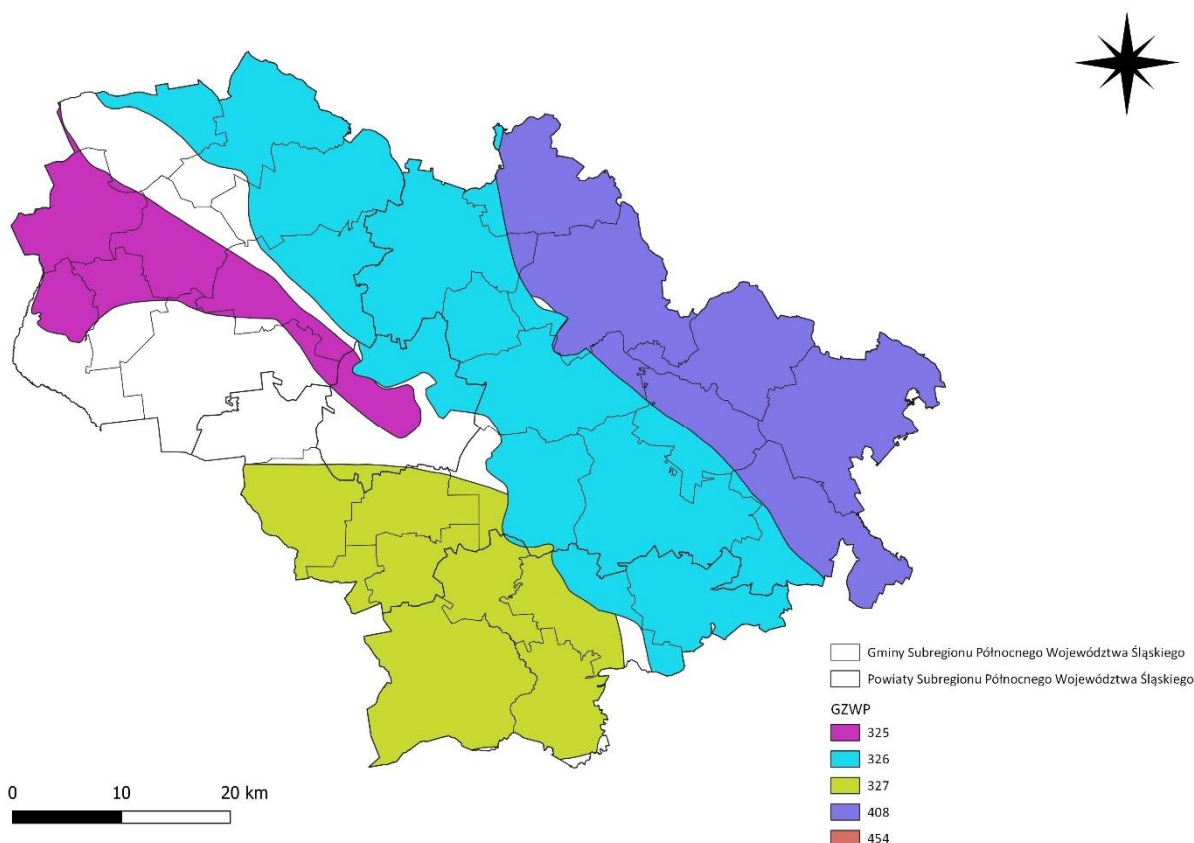 Gminy Subregionu Północnego Województwa Śląskiego
Powiaty Subregionu Północnego Województwa Śląskiego
GZWP
325
326
327
408
454
0 10 20 km